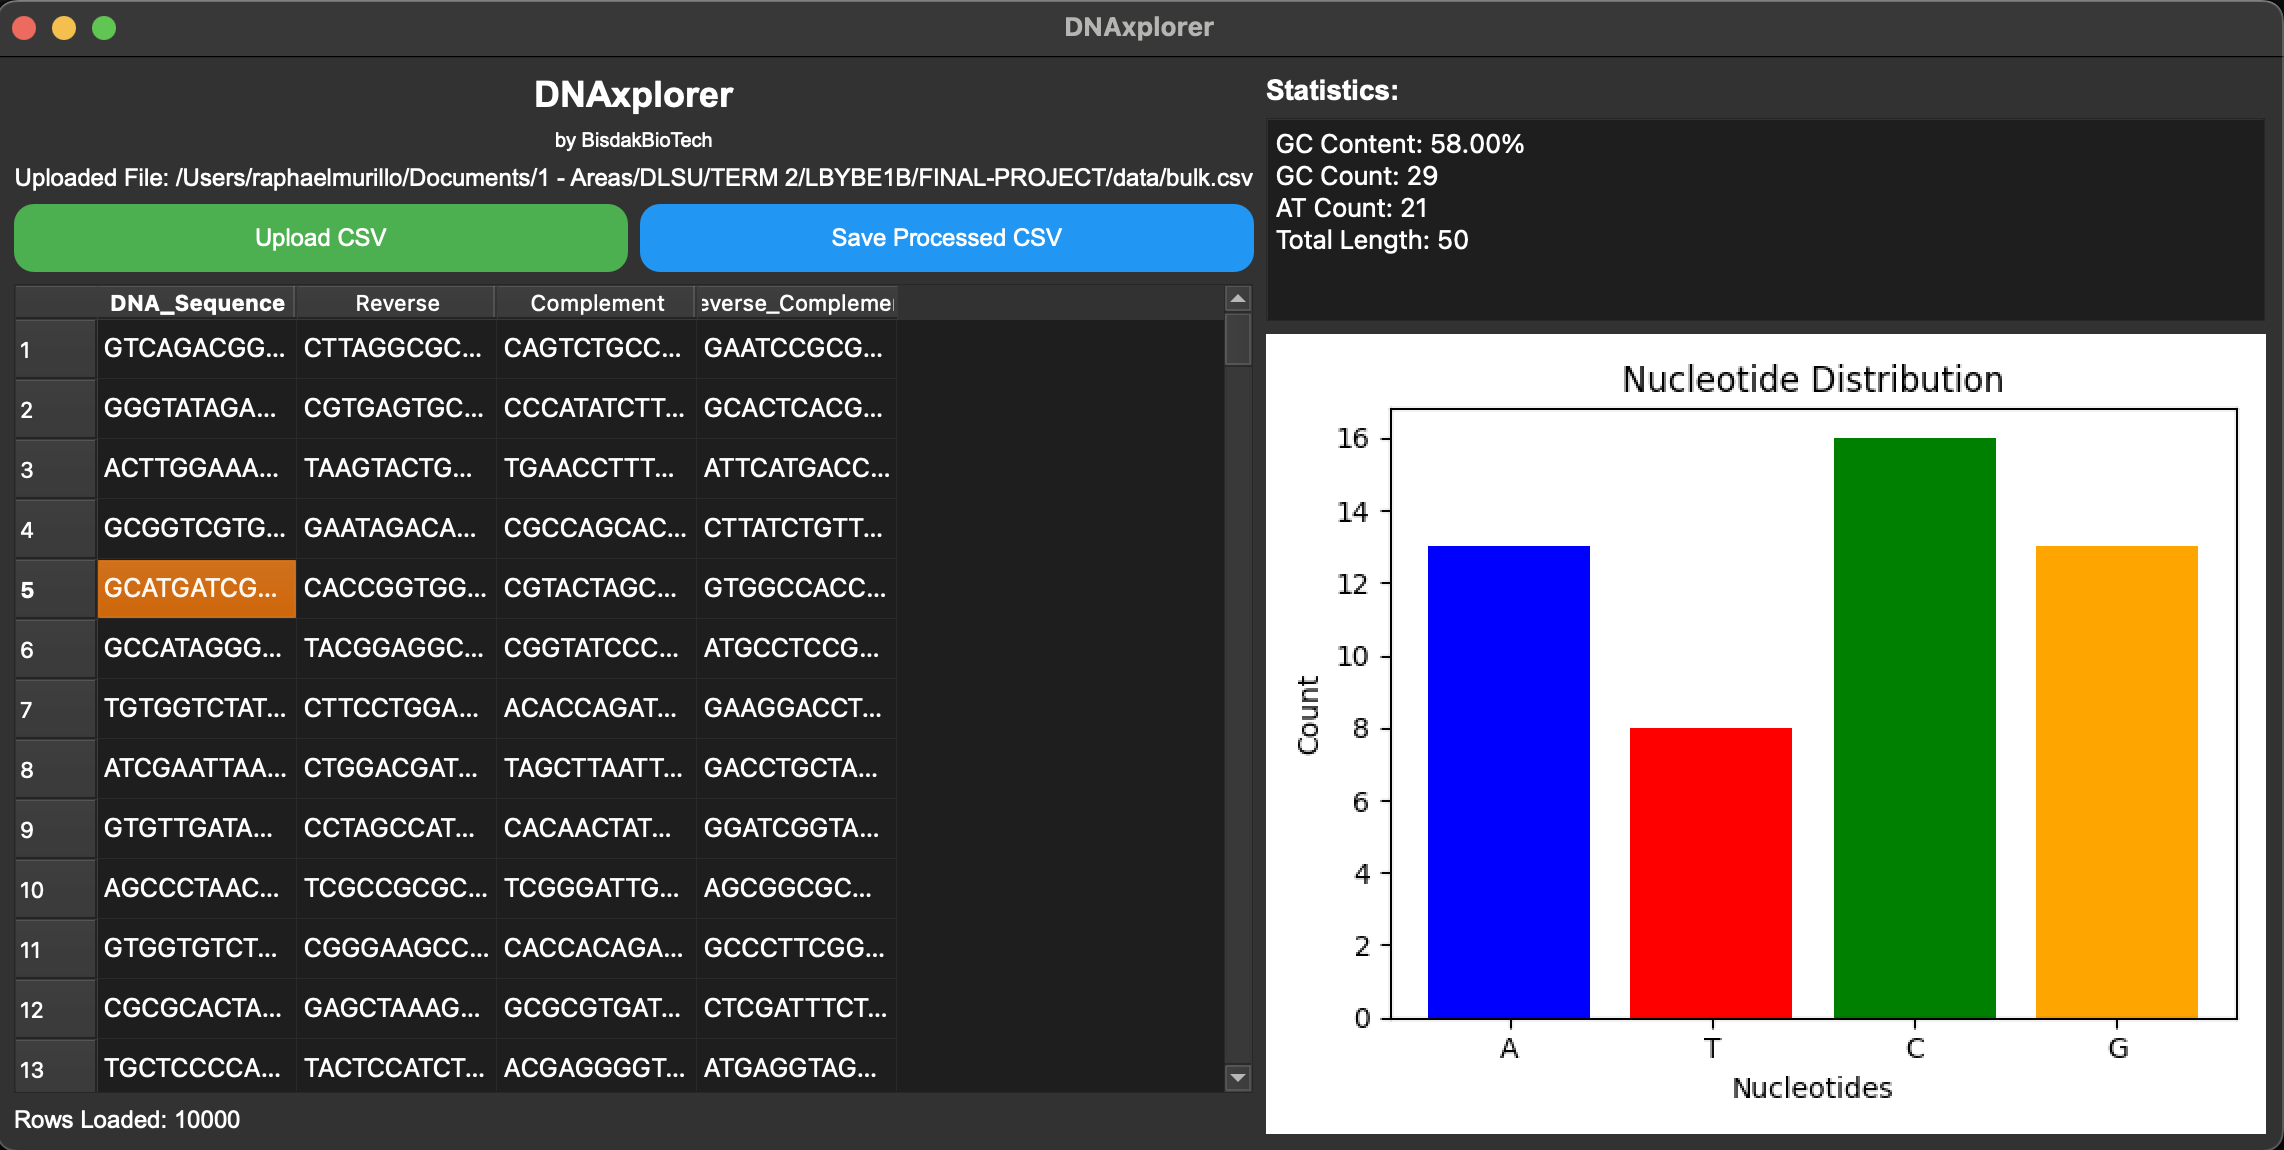 DNAxplorer
DNAxplorer
by BisdakBioTech
Uploaded File: /Users/raphaelmurillo/Documents/1 - Areas/DLSU/TERM 2/LBYBE1B/FINAL-PROJECT/data/bulk.csv
Upload CSV Save Processed CSV
DNA_Sequence Reverse Complement everse_Compleme
1 GTCAGACGG... CTTAGGCGC... CAGTCTGCC... GAATCCGCG...
2 GGGTATAGA... CGTGAGTGC... CCCATATCTT... GCACTCACG...
3 ACTTGGAAA... TAAGTACTG... TGAACCTTT... ATTCATGACC...
4 GCGGTCGTG... GAATAGACA... CGCCAGCAC... CTTATCTGTT...
5 GCATGATCG... CACCGGTGG... CGTACTAGC... GTGGCCACC...
6 GCCATAGGG... TACGGAGGC... CGGTATCCC... ATGCCTCCG...
7 TGTGGTCTAT... CTTCCTGGA... ACACCAGAT... GAAGGACCT...
8 ATCGAATTAA... CTGGACGAT... TAGCTTAATT... GACCTGCTA...
9 GTGTTGATA... CCTAGCCAT... CACAACTAT... GGATCGGTA...
10 AGCCCTAAC... TCGCCGCGC... TCGGGATTG... AGCGGCGC...
11 GTGGTGTCT... CGGGAAGCC... CACCACAGA... GCCCTTCGG...
12 CGCGCACTA... GAGCTAAAG... GCGCGTGAT... CTCGATTTCT...
13 TGCTCCCCA... TACTCCATCT... ACGAGGGGT... ATGAGGTAG...
Rows Loaded: 10000
Statistics:
GC Content: 58.00%
GC Count: 29
AT Count: 21
Total Length: 50
Nucleotide Distribution
16
14
12
10
8
6
4
2
0
Count
A T C G
Nucleotides